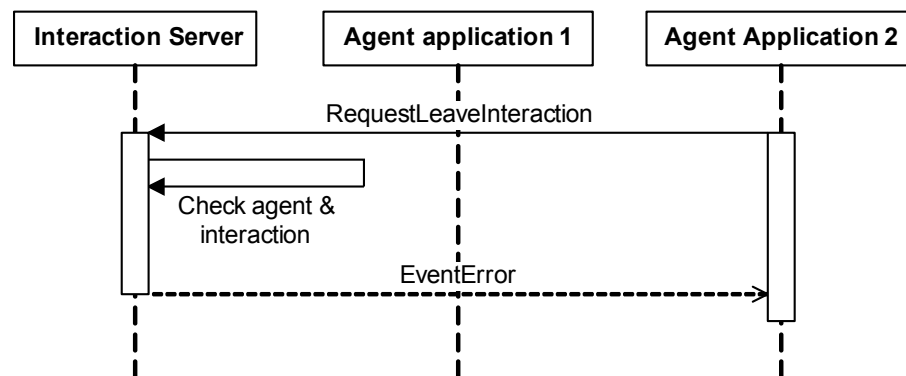 Interaction Server
Agent application 1
Agent Application 2
RequestLeaveInteraction
Check agent &
interaction
EventError